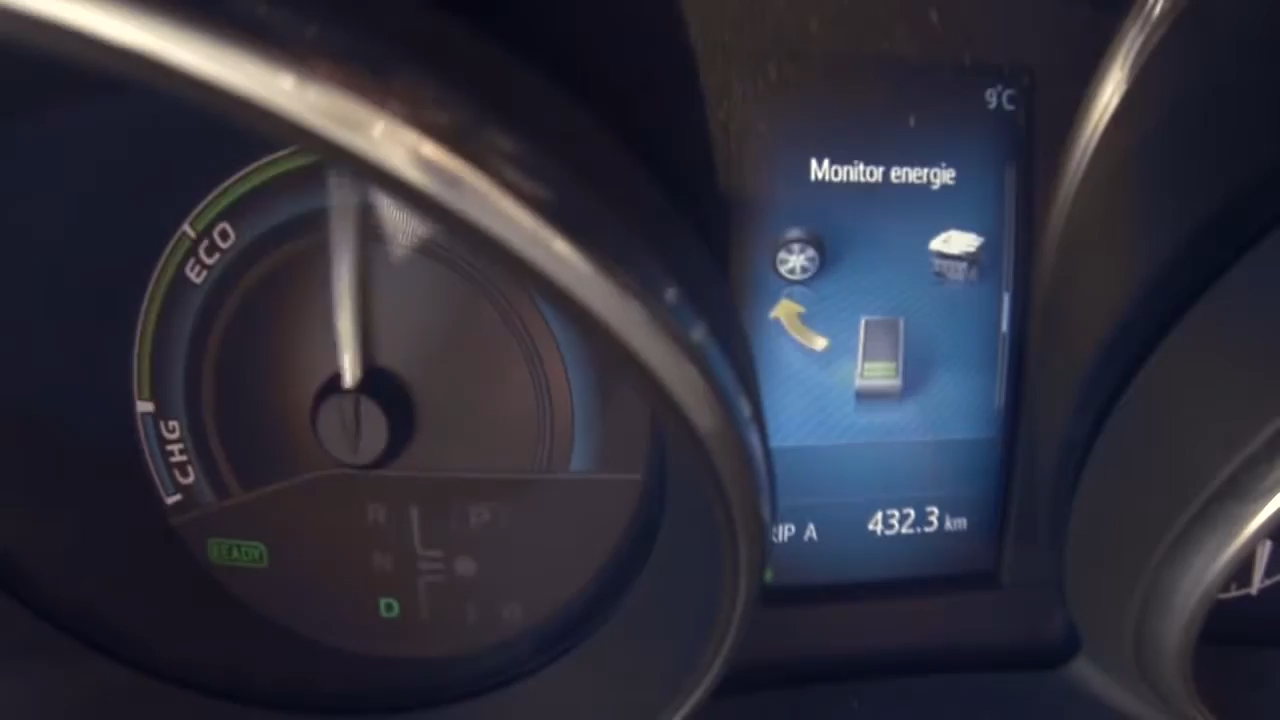 9°C
Monitor energie
ECO
CHG
RIP A 432.3 km
R P
READY
N
D B